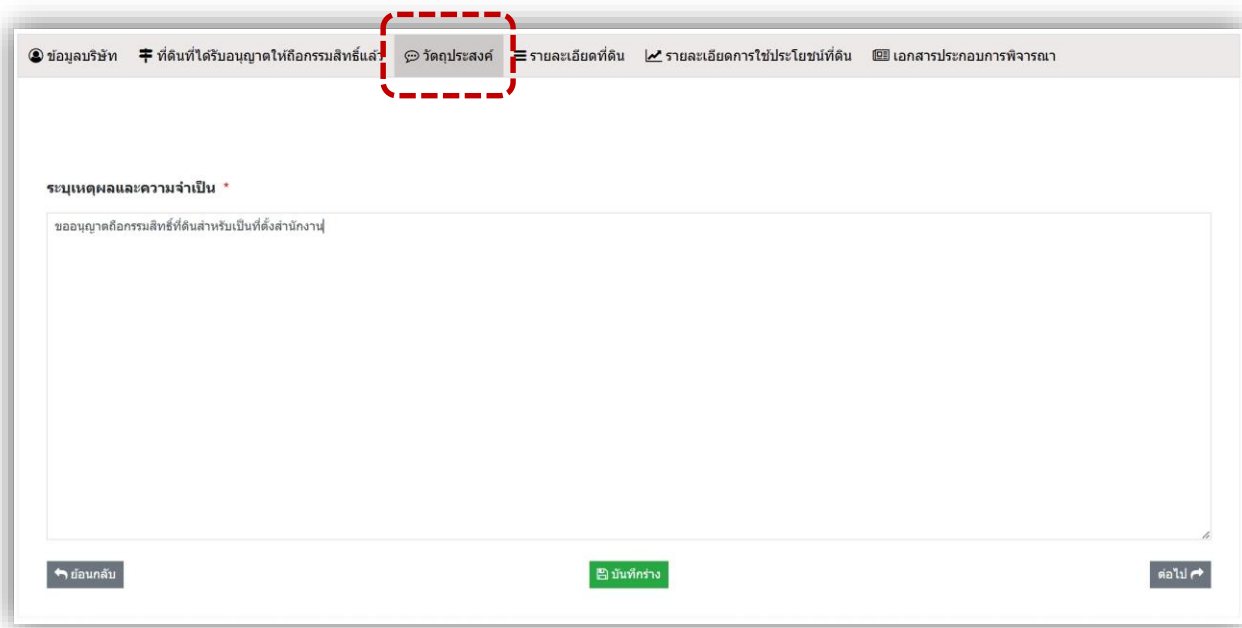 ข้อมูลบริษัท ที่ดินที่ได้รับอนุญาตให้ถือกรรมสิทธิ์แล้ว วัตถุประสงค์ รายละเอียดที่ดิน รายละเอียดการใช้ประโยชน์ที่ดิน เอกสารประกอบการพิจารณา
ระบุเหตุผลและความจำเป็น *
ขออนุญาตถือกรรมสิทธิ์ที่ดินสำหรับเป็นที่ตั้งสำนักงาน
ย้อนกลับ บันทึกร่าง ต่อไป